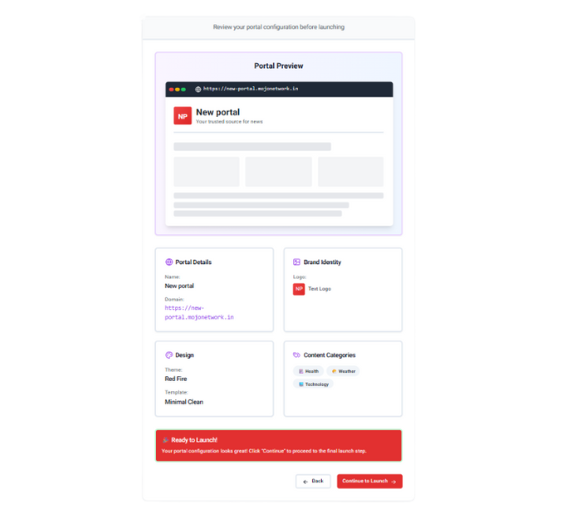 Review your portal configuration before launching
Portal Preview
https://new-portal.mojonetwork.in
NP
New portal
Your trusted source for news
Portal Details
Name:
New portal
Domain:
https://new-
portal.mojonetwork.in
Brand Identity
Logo:
NP Text Logo
Design
Theme:
Red Fire
Template:
Minimal Clean
Content Categories
Health Weather
Technology
Ready to Launch!
Your portal configuration looks great! Click "Continue" to proceed to the final launch step.
← Back
Continue to Launch →